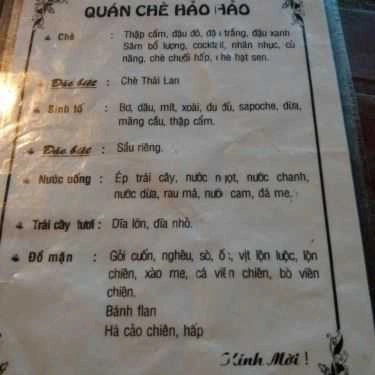 QUÁN CHÈ HẢO HẢO
Chè : Thập cẩm, đậu đỏ, đậu trắng, đậu xanh
Sâm bổ lượng, cocktail, nhãn nhục, củ
năng, chè chuối hấp, chè hạt sen.
Đặc biệt : Chè Thái Lan
Sinh tố : Bơ, dâu, mít, xoài, đu đủ, sapoche, dừa,
mãng cầu, thập cẩm.
Đặc biệt : Sầu riêng.
Nước uống : Ép trái cây, nước ngọt, nước chanh,
nước dừa, rau má, nước cam, đá me.
Trái cây tươi : Dĩa lớn, dĩa nhỏ.
Đồ mặn : Gỏi cuốn, nghêu, sò, ốc, vịt lộn luộc, lộn
chiên, xào me, cá viên chiên, bò viên
chiên.
Bánh flan
Há cảo chiên, hấp
Kính Mời !